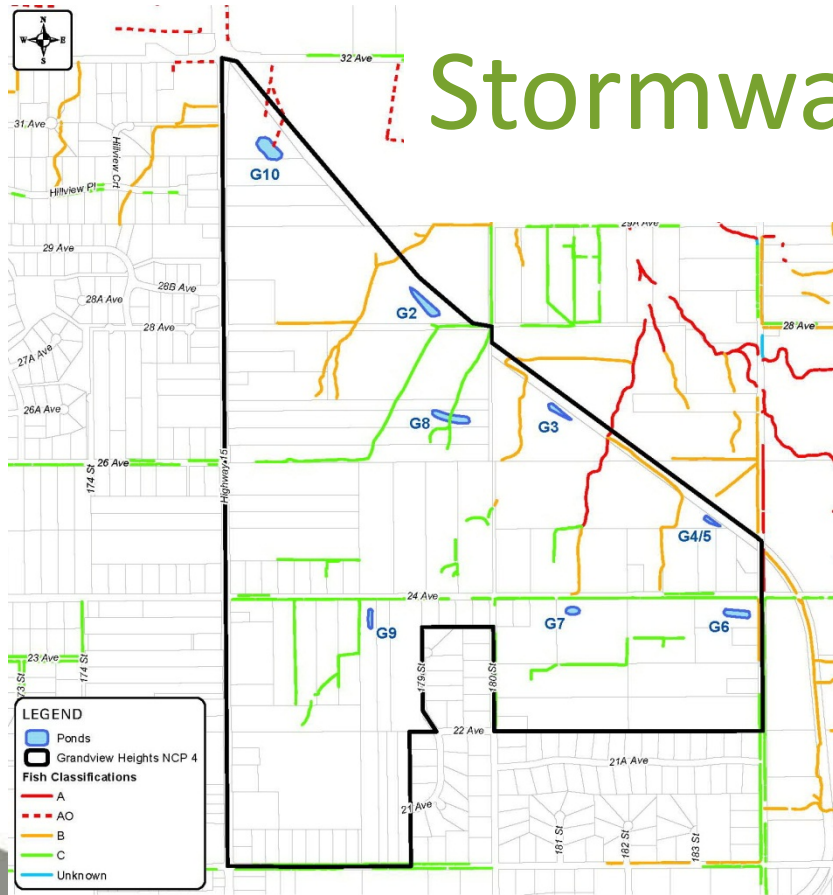 Stormwa
N
W E
S
32 Ave
31 Ave
Hillview Crt
G10
Hillview Pl
29A Ave
29 Ave
28B Ave
28A Ave
28 Ave
28 Ave
G2
27A Ave
26A Ave
G8
G3
26 Ave
174 St
Highway 15
G4/5
24 Ave
G9
G7
G6
23 Ave
173 St
174 St
179 St
180 St
22 Ave
21A Ave
21 Ave
181 St
182 St
183 St
LEGEND
Ponds
Grandview Heights NCP 4
Fish Classifications
A
AO
B
C
Unknown